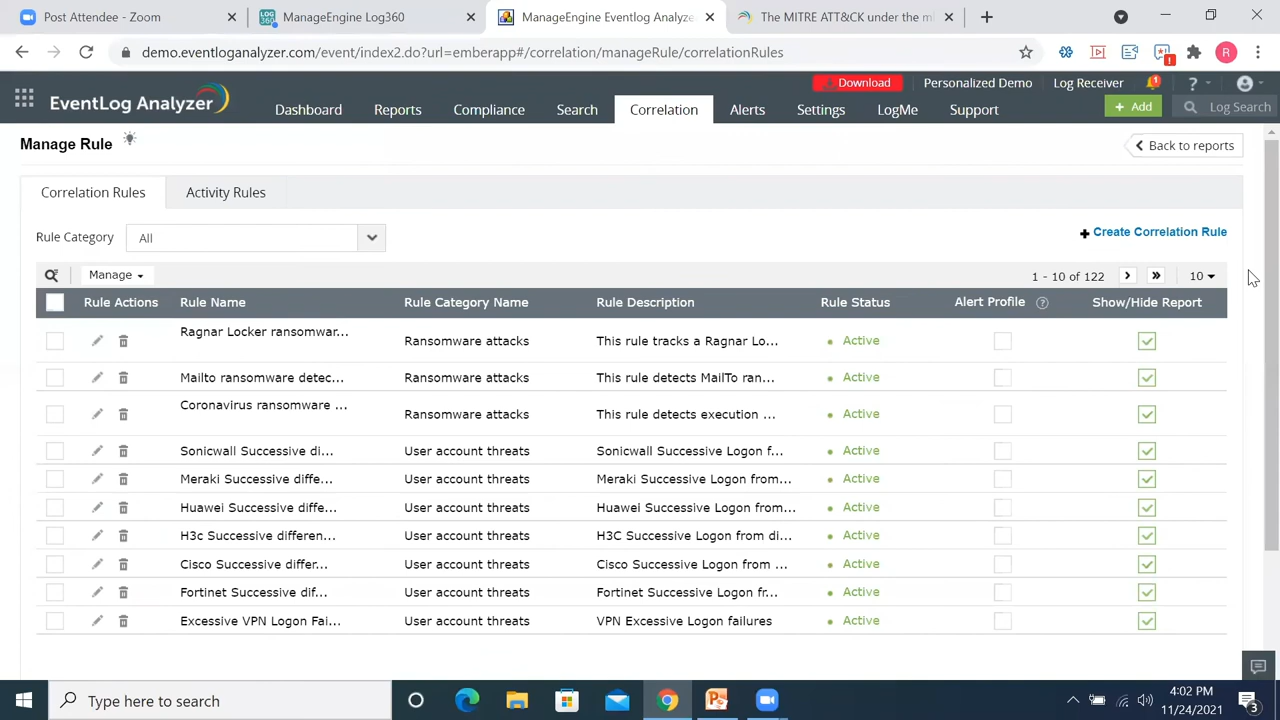 Post Attendee - Zoom
ManageEngine Log360
ManageEngine Eventlog Analyze
The MITRE ATT&CK under the mi
demo.eventloganalyzer.com/event/index2.do?url=emberapp#/correlation/manageRule/correlationRules
R
Download
Personalized Demo
Log Receiver
1
?
EventLog Analyzer
Dashboard
Reports
Compliance
Search
Correlation
Alerts
Settings
LogMe
Support
+ Add
Log Search
Manage Rule
Back to reports
Correlation Rules
Activity Rules
Rule Category
All
Create Correlation Rule
Manage
1 - 10 of 122
10
Rule Actions Rule Name Rule Category Name Rule Description Rule Status Alert Profile ? Show/Hide Report
Ragnar Locker ransomwar... Ransomware attacks This rule tracks a Ragnar Lo... Active
Mailto ransomware detec... Ransomware attacks This rule detects MailTo ran... Active
Coronavirus ransomware ... Ransomware attacks This rule detects execution ... Active
Sonicwall Successive di... User account threats Sonicwall Successive Logon f... Active
Meraki Successive diffe... User account threats Meraki Successive Logon from... Active
Huawei Successive diffe... User account threats Huawei Successive Logon from... Active
H3c Successive differen... User account threats H3C Successive Logon from di... Active
Cisco Successive differ... User account threats Cisco Successive Logon from ... Active
Fortinet Successive dif... User account threats Fortinet Successive Logon fr... Active
Excessive VPN Logon Fai... User account threats VPN Excessive Logon failures Active
Type here to search
4:02 PM
11/24/2021
3